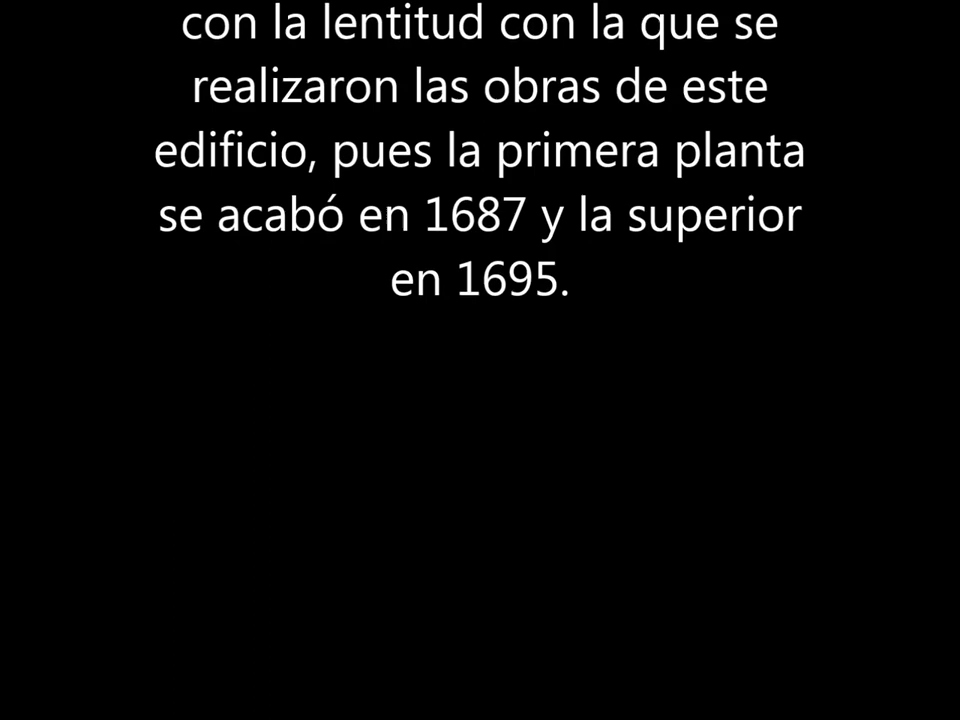 con la lentitud con la que se
realizaron las obras de este
edificio, pues la primera planta
se acabó en 1687 y la superior
en 1695.